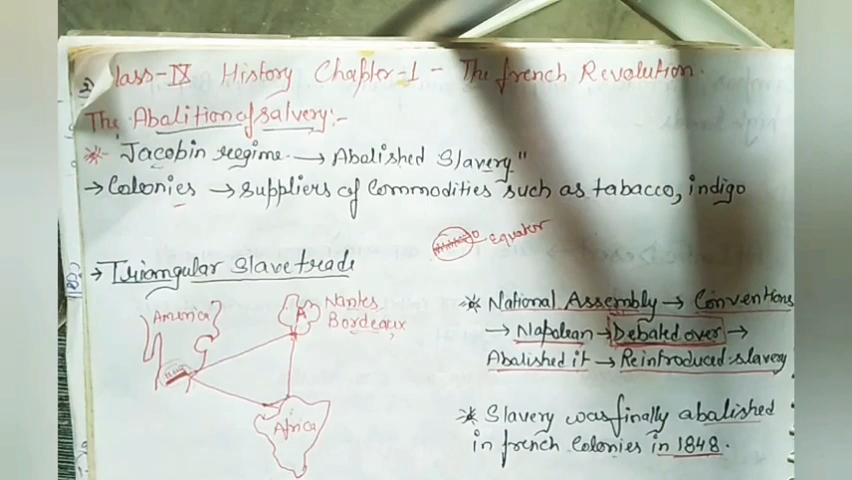 Class-IX History Chapter-1 - The french Revolution.
The Abalition of Salvery:-
"Jacobin regime → Abalished Slavery"
→ Colonies → Suppliers of Commodities such as tabacco, indigo
Equator
→ Triangular Slave trade
America
A
Nantes,
Bordeaux
Africa
* National Assembly → Conventions
→ Napolean → Debated over →
Abalished it → Reintroduced slavery
* Slavery was finally abalished
in french Colonies in 1848.